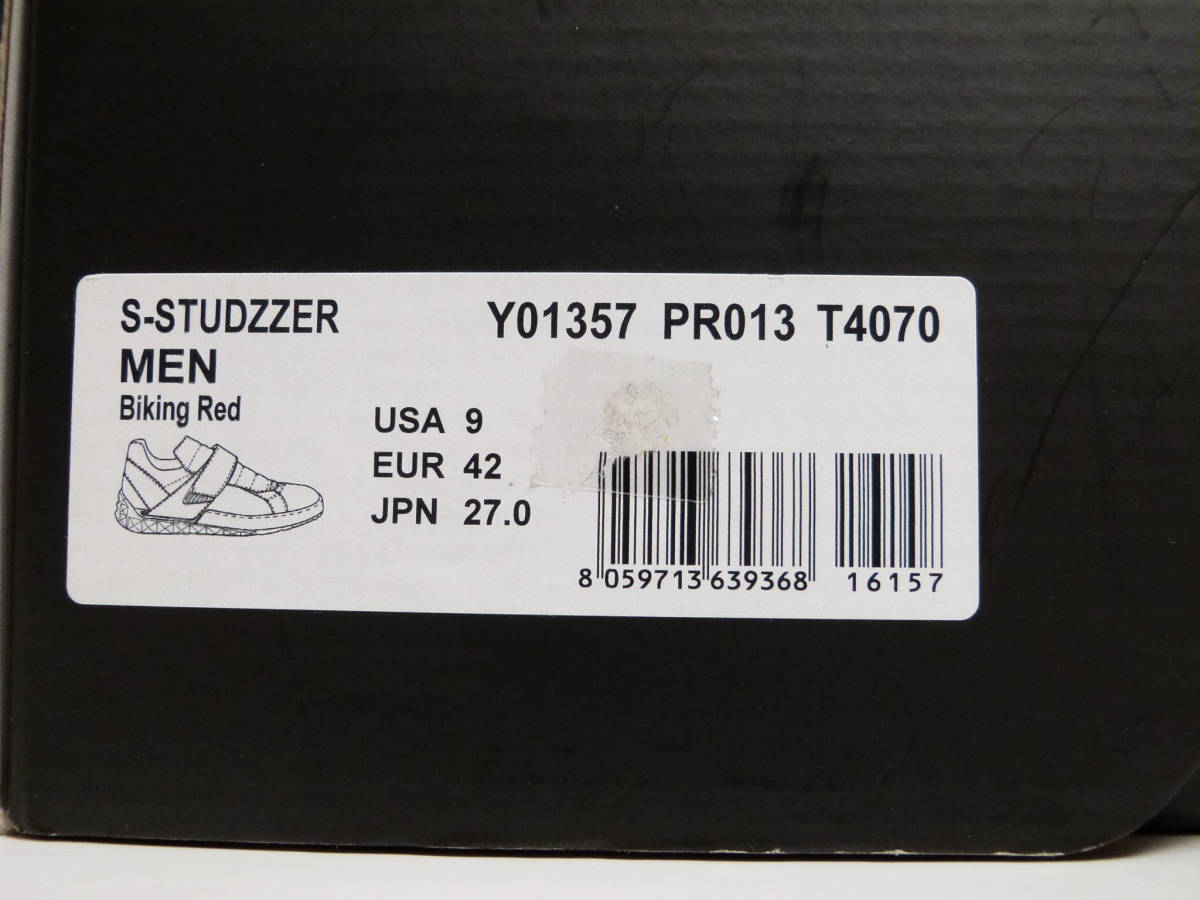 S-STUDZZER
Y01357 PR013 T4070
MEN
Biking Red
USA 9
EUR 42
JPN 27.0
8 059713 639368 16157